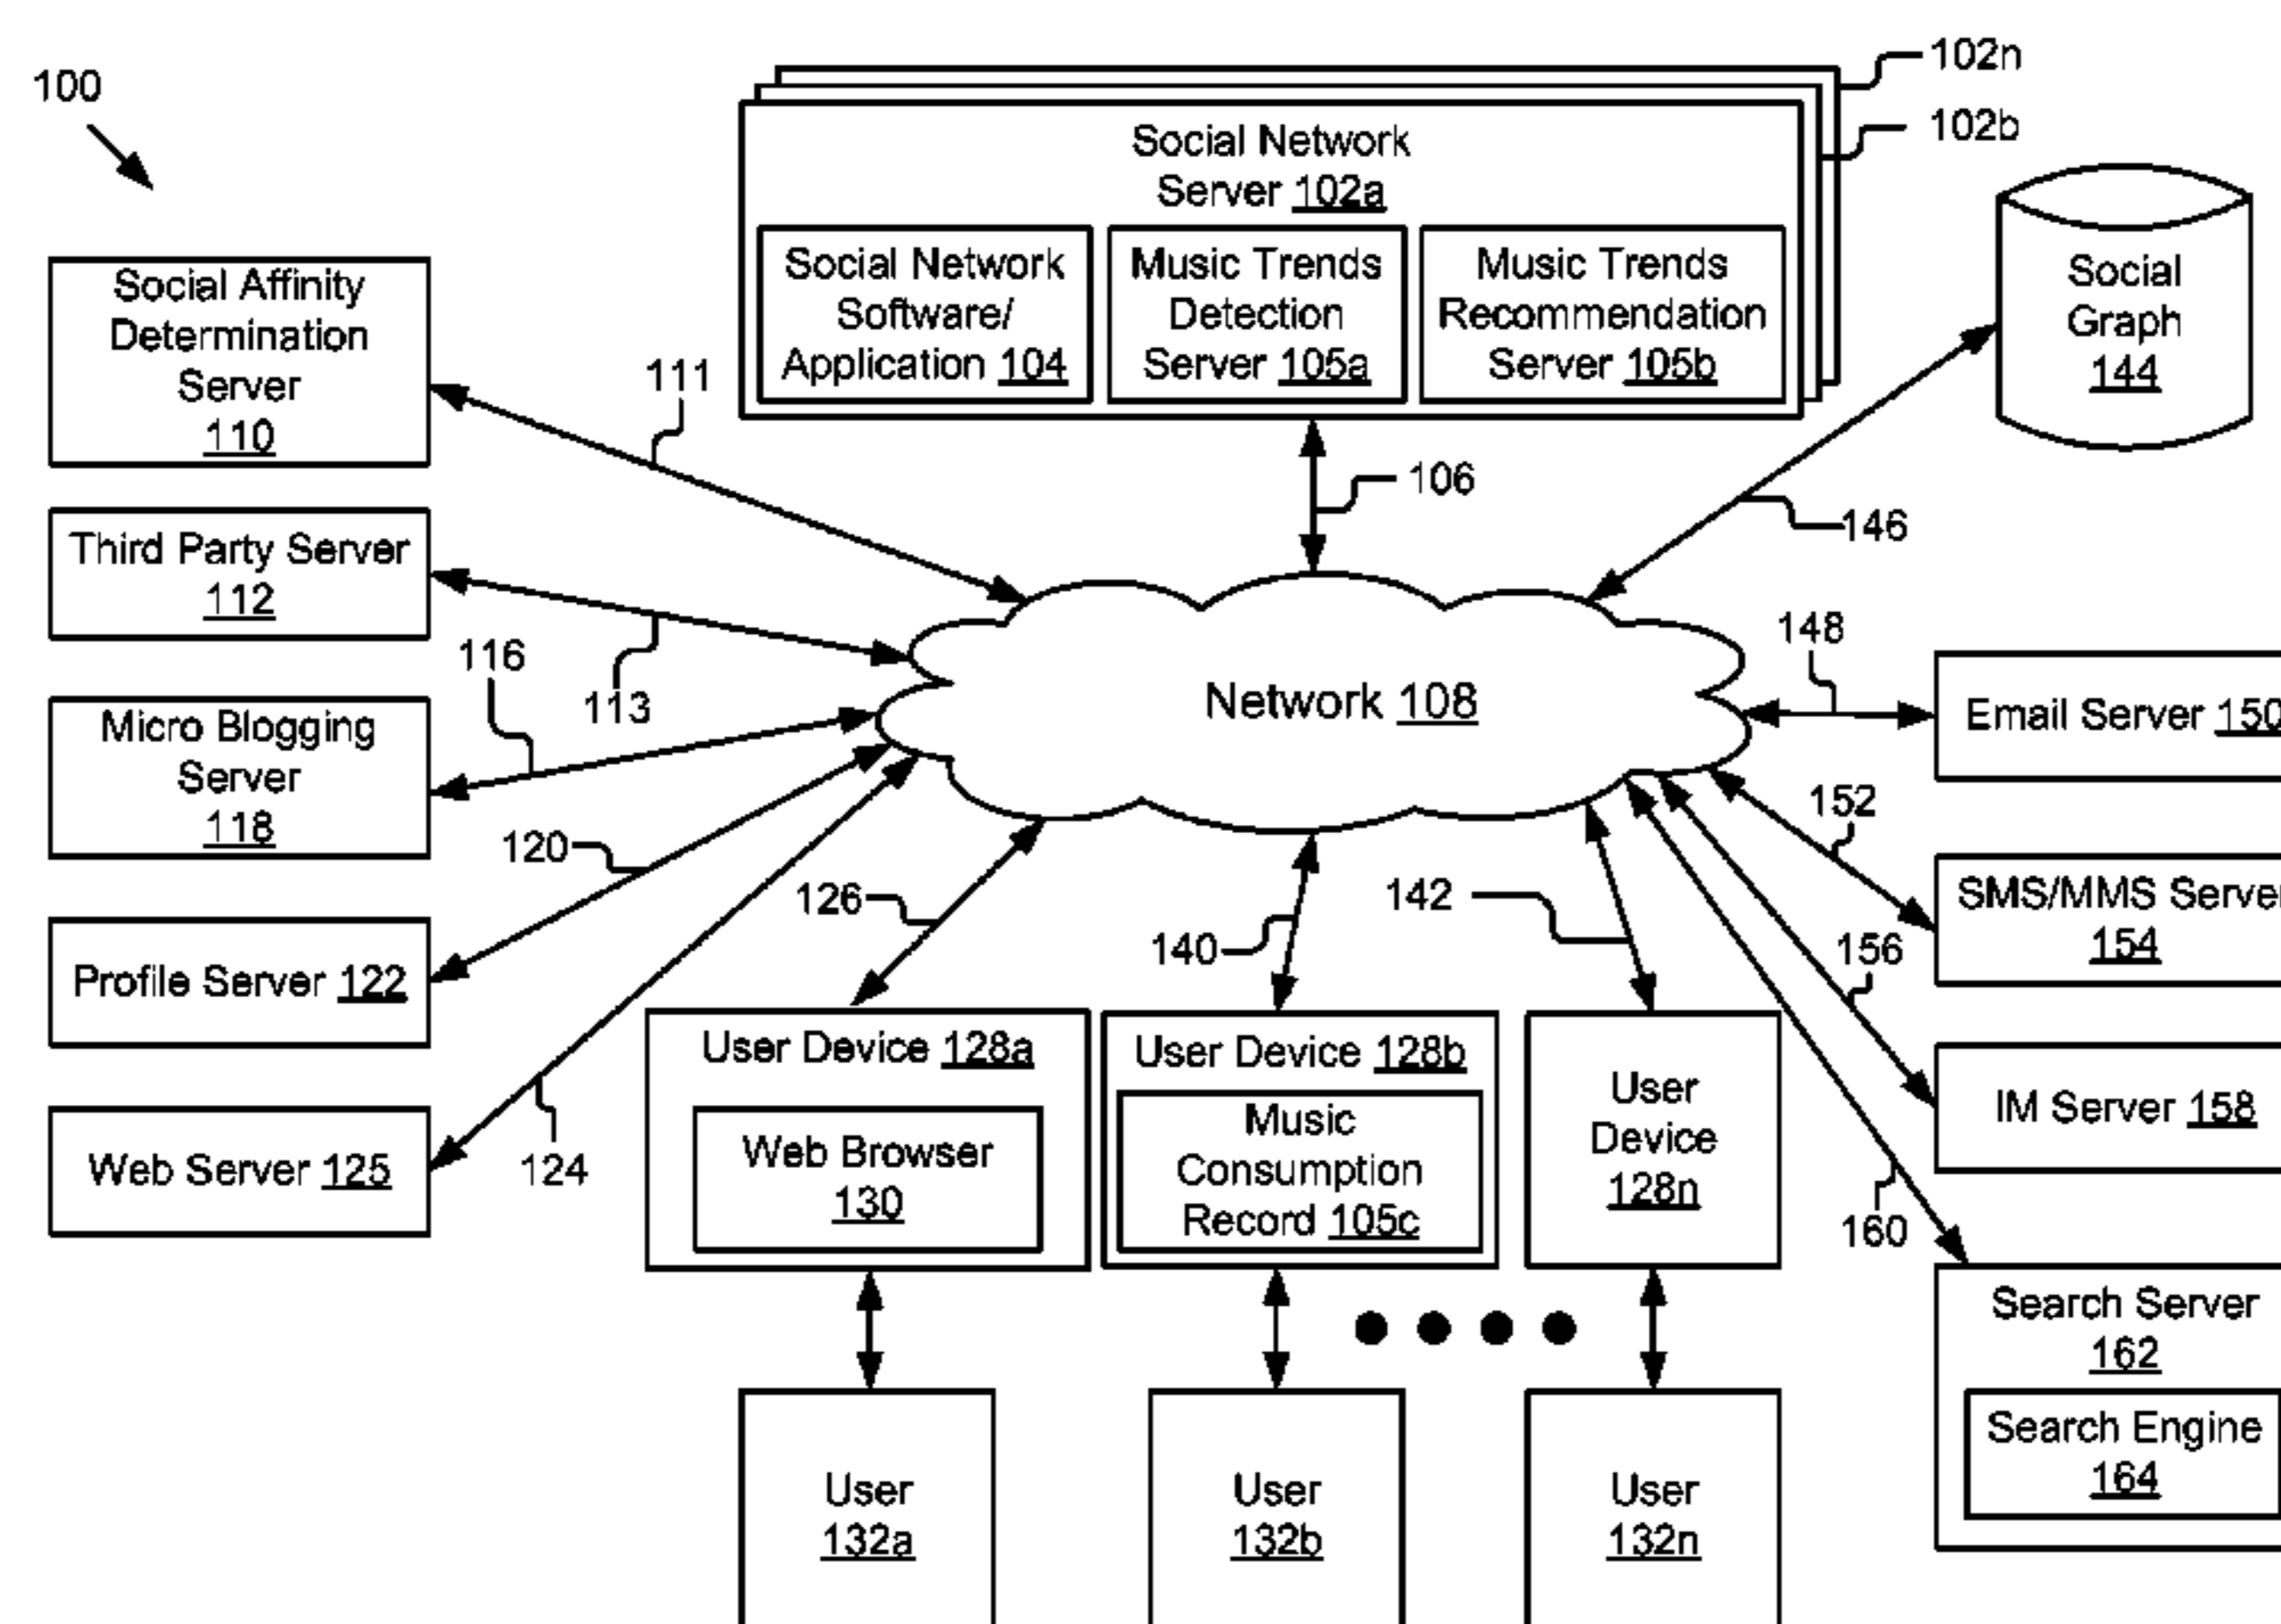 100
102n
102b
Social Network
Server 102a
Social Network
Software/
Application 104
Music Trends
Detection
Server 105a
Music Trends
Recommendation
Server 105b
Social
Graph
144
Social Affinity
Determination
Server
110
111
106
146
Third Party Server
112
113
116
148
Network 108
Micro Blogging
Server
118
Email Server 150
120
126
140
142
152
SMS/MMS Server
154
156
Profile Server 122
User Device 128a
Web Browser
130
User Device 128b
Music
Consumption
Record 105c
User
Device
128n
IM Server 158
Web Server 125
124
160
Search Server
162
Search Engine
164
User
132a
User
132b
User
132n